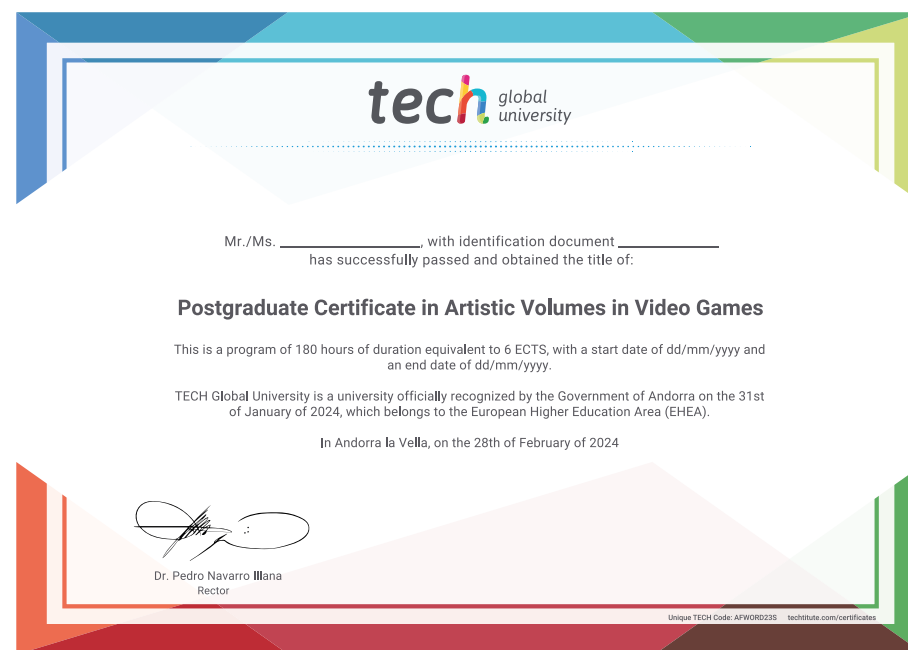 tech global university
Mr./Ms. ____________________, with identification document ______________
has successfully passed and obtained the title of:
Postgraduate Certificate in Artistic Volumes in Video Games
This is a program of 180 hours of duration equivalent to 6 ECTS, with a start date of dd/mm/yyyy and
an end date of dd/mm/yyyy.
TECH Global University is a university officially recognized by the Government of Andorra on the 31st
of January of 2024, which belongs to the European Higher Education Area (EHEA).
In Andorra la Vella, on the 28th of February of 2024
Dr. Pedro Navarro Illana
Rector
Unique TECH Code: AFWORD23S techtitute.com/certificates